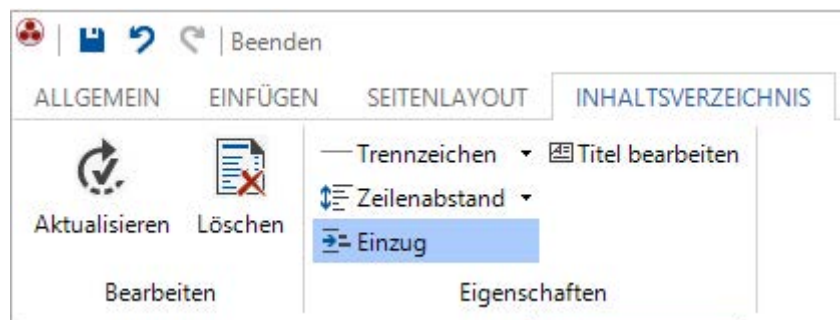 Beenden
ALLGEMEIN EINFÜGEN SEITENLAYOUT INHALTSVERZEICHNIS
Aktualisieren Löschen
Bearbeiten
Trennzeichen Titel bearbeiten
Zeilenabstand
Einzug
Eigenschaften